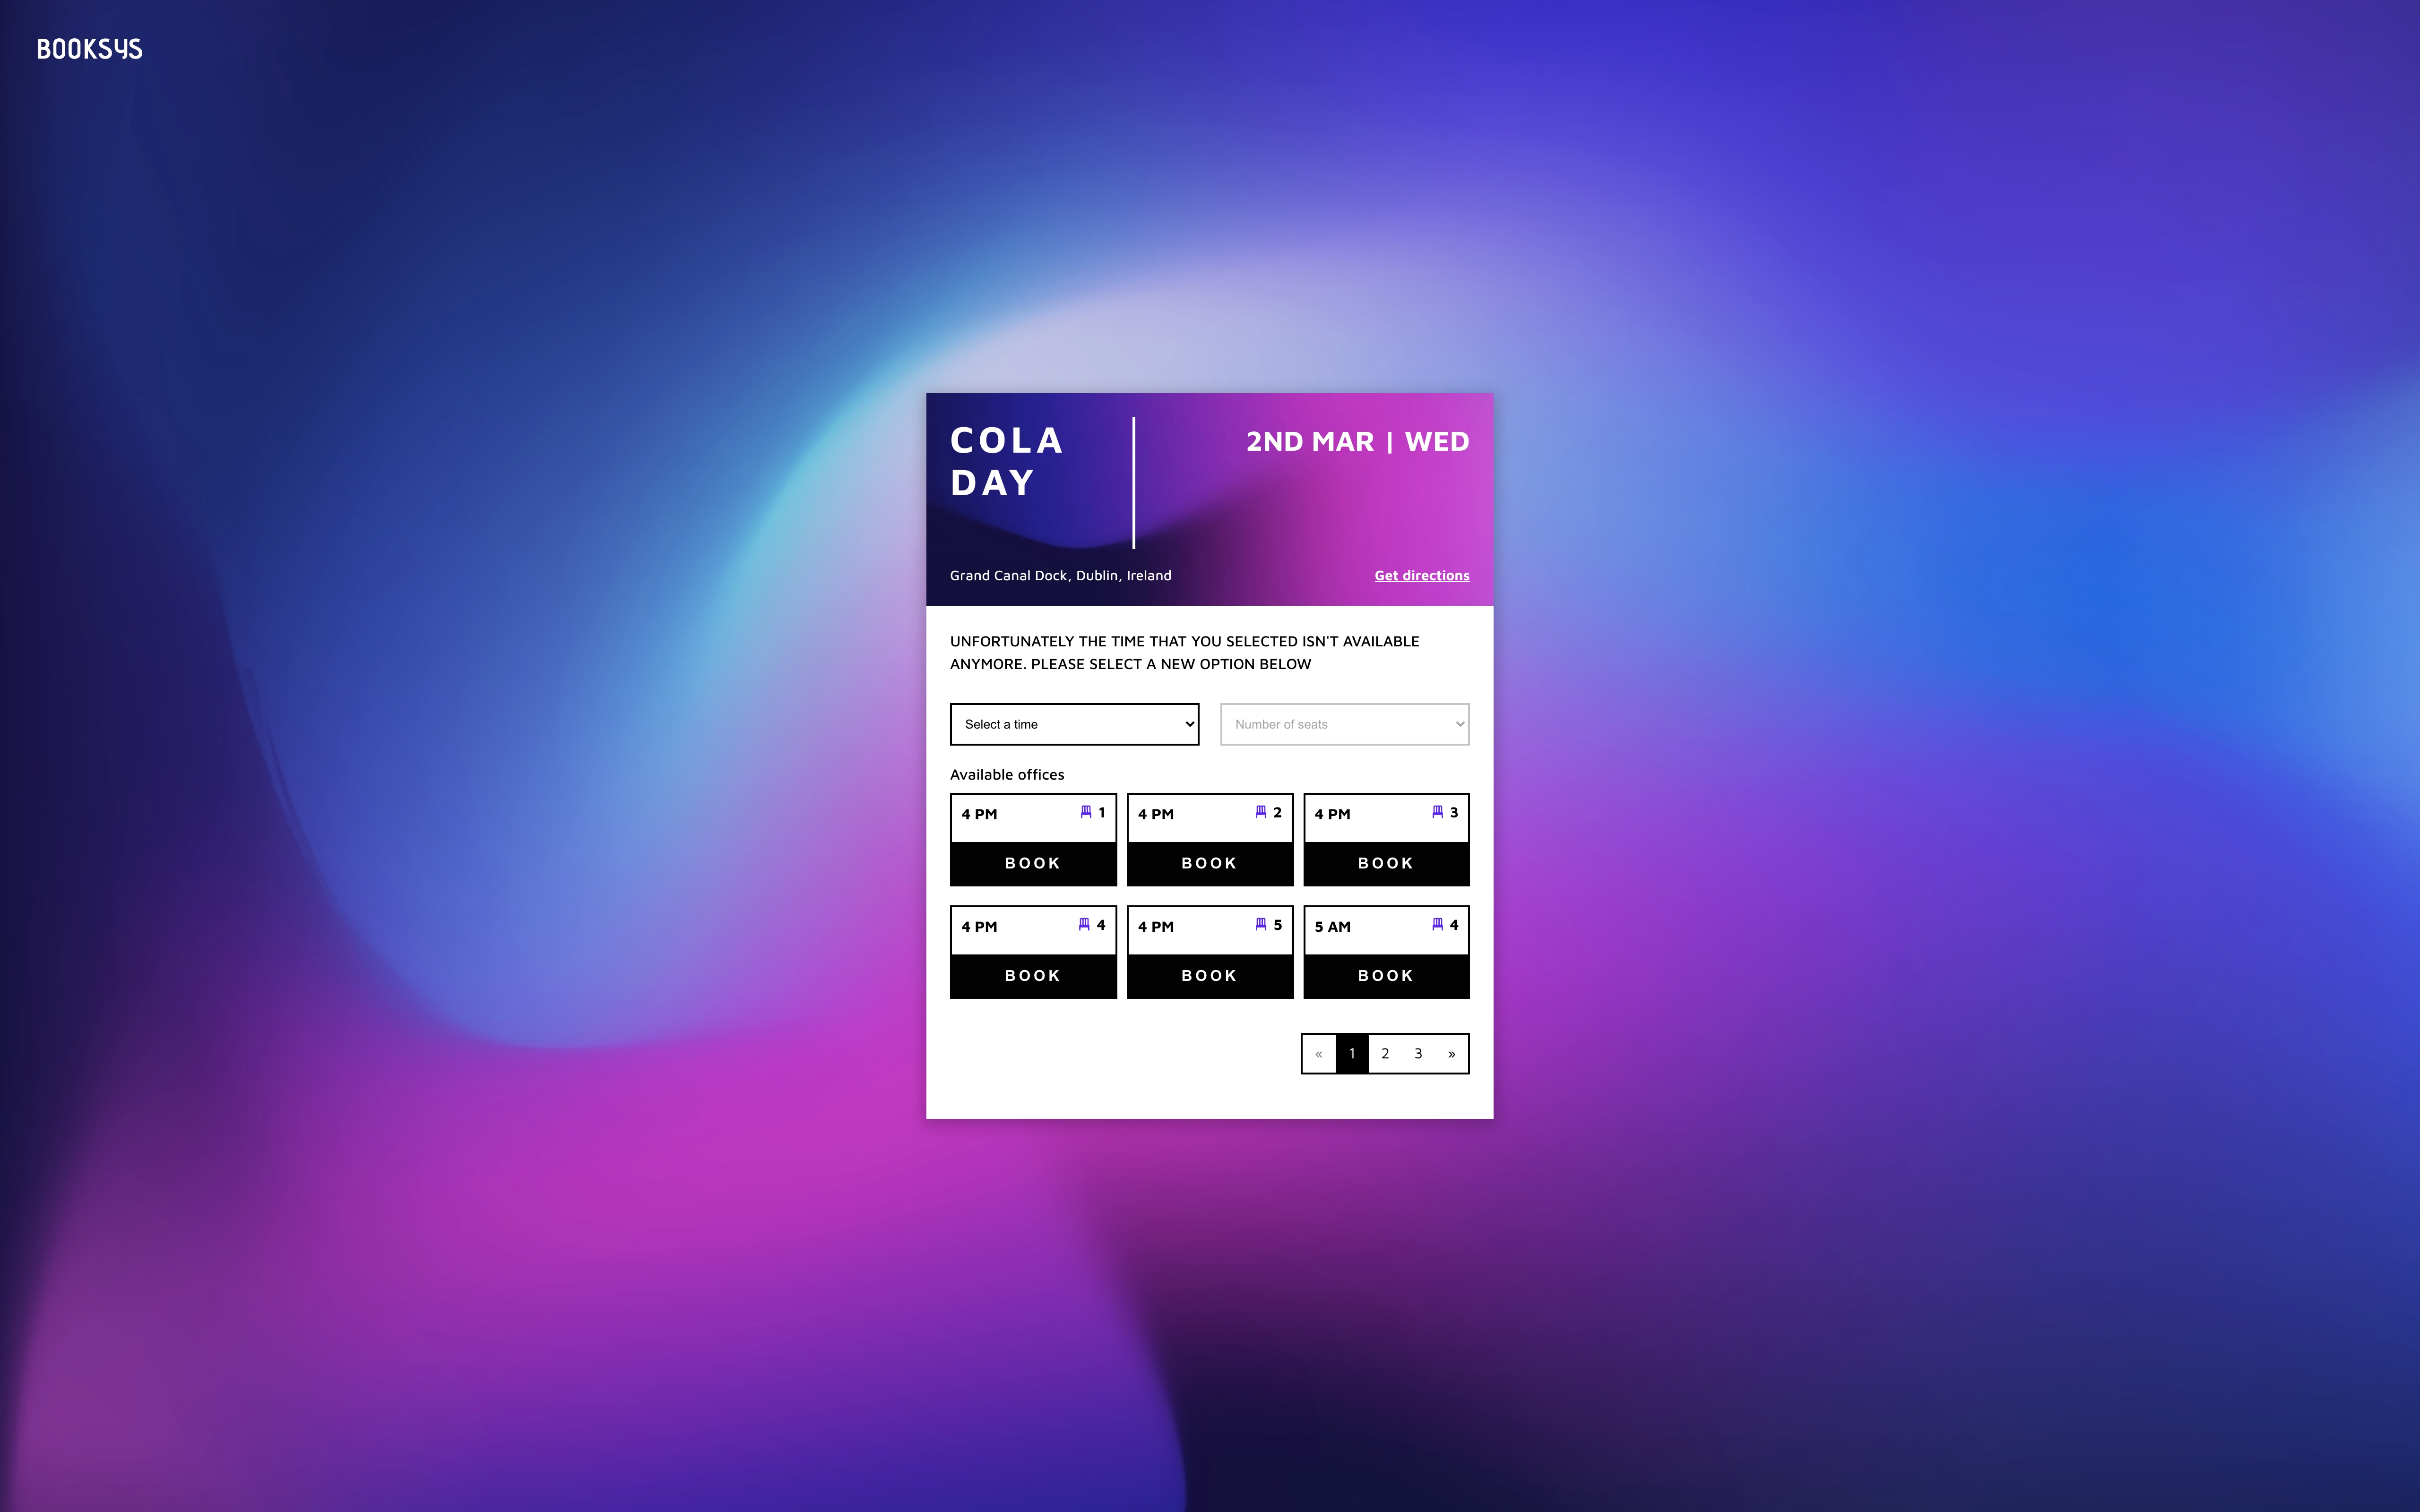 BOOKSYS
COLA
DAY
2ND MAR | WED
Grand Canal Dock, Dublin, Ireland
Get directions
UNFORTUNATELY THE TIME THAT YOU SELECTED ISN'T AVAILABLE
ANYMORE. PLEASE SELECT A NEW OPTION BELOW
Select a time
Number of seats
Available offices
4 PM 1
BOOK
4 PM 2
BOOK
4 PM 3
BOOK
4 PM 4
BOOK
4 PM 5
BOOK
5 AM 4
BOOK
« 1 2 3 »